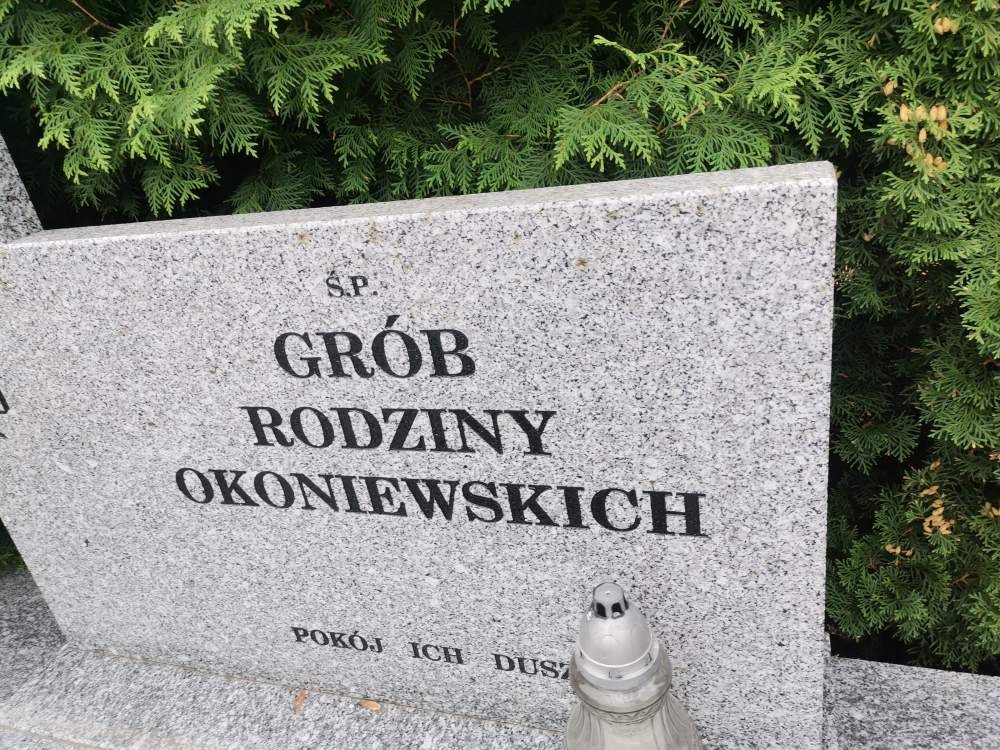 Ś.P.
GRÓB
RODZINY
OKONIEWSKICH
POKÓJ ICH